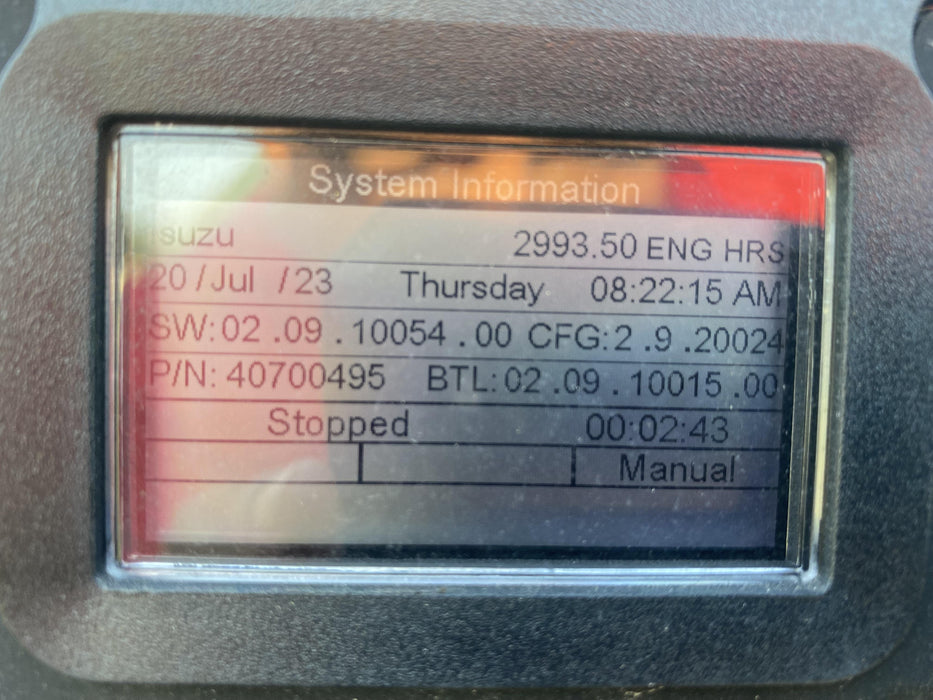 System Information
Isuzu 2993.50 ENG HRS
20 /Jul /23 Thursday 08:22:15 AM
SW:02 .09 .10054 .00 CFG:2 .9 .20024
P/N: 40700495 BTL:02 .09 .10015 .00
Stopped 00:02:43
Manual